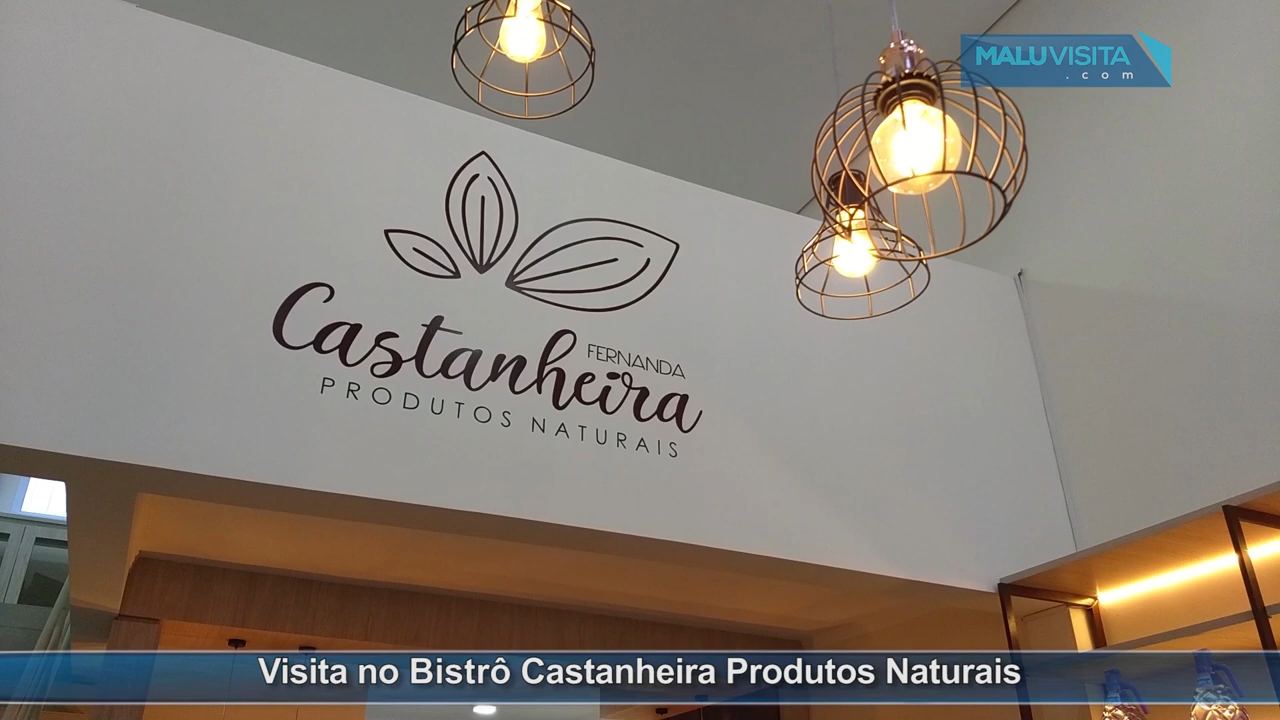 MALUVISITA
.com
FERNANDA
Castanheira
PRODUTOS NATURAIS
Visita no Bistrô Castanheira Produtos Naturais